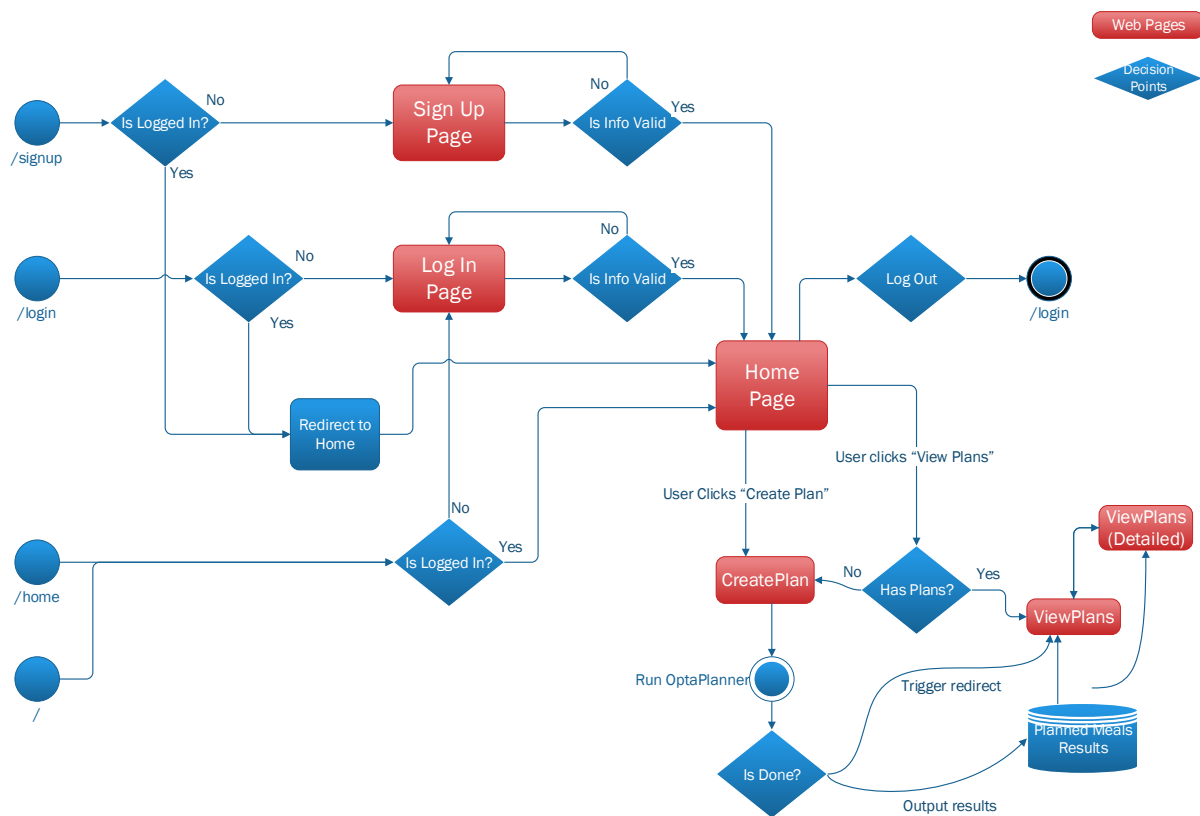 Web Pages
Decision
Points
/signup
Is Logged In?
No
Yes
Sign Up
Page
Is Info Valid
No
Yes
/login
Is Logged In?
No
Yes
Log In
Page
Is Info Valid
No
Yes
Log Out
/login
Redirect to
Home
Home
Page
User clicks “View Plans”
User Clicks “Create Plan”
/home
Is Logged In?
No
Yes
/
CreatePlan
No
Has Plans?
Yes
ViewPlans
(Detailed)
ViewPlans
Run OptaPlanner
Trigger redirect
Planned Meals
Results
Is Done?
Output results